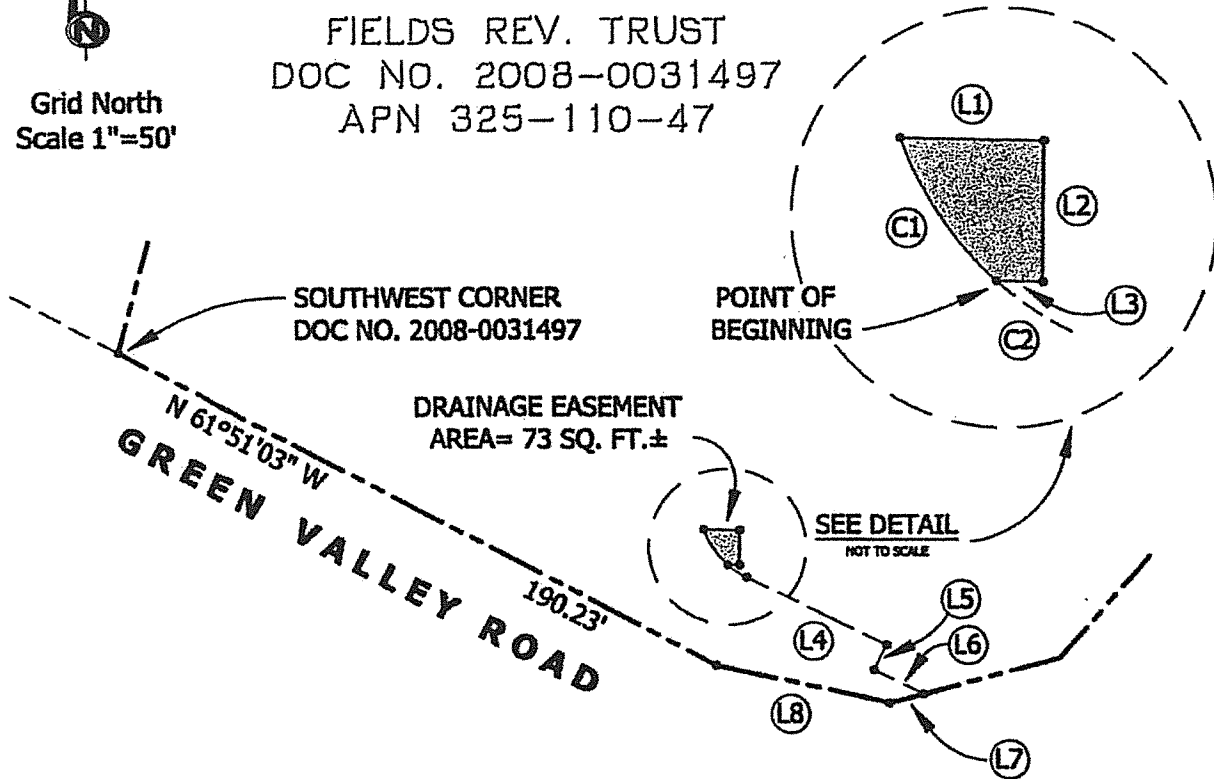 N
Grid North
Scale 1"=50'
FIELDS REV. TRUST
DOC NO. 2008-0031497
APN 325-110-47
L1
L2
C1
L3
C2
POINT OF
BEGINNING
SOUTHWEST CORNER
DOC NO. 2008-0031497
DRAINAGE EASEMENT
AREA= 73 SQ. FT.±
SEE DETAIL
NOT TO SCALE
N 61°51'03" W
190.23'
GREEN VALLEY ROAD
L4
L5
L6
L8
L7